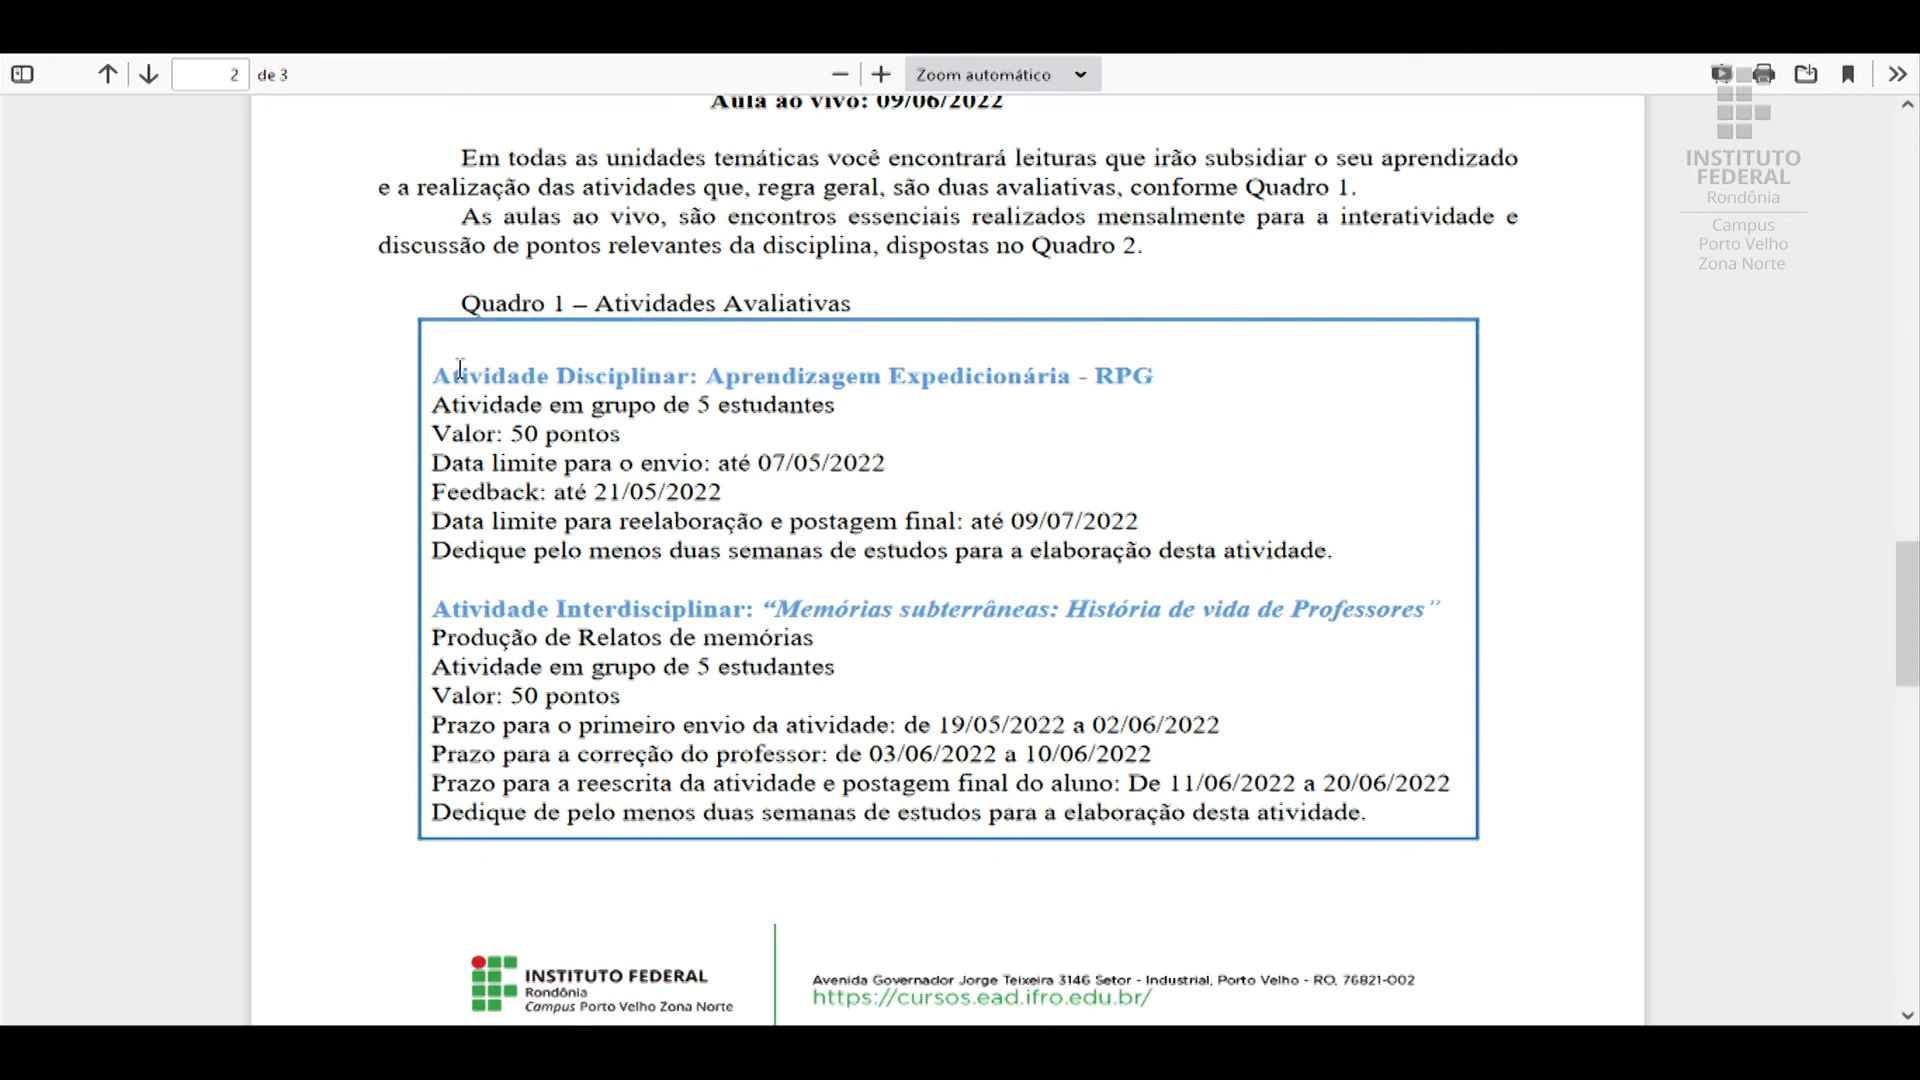 2 de 3
Zoom automático
Aula ao vivo: 09/06/2022
Em todas as unidades temáticas você encontrará leituras que irão subsidiar o seu aprendizado
e a realização das atividades que, regra geral, são duas avaliativas, conforme Quadro 1.
As aulas ao vivo, são encontros essenciais realizados mensalmente para a interatividade e
discussão de pontos relevantes da disciplina, dispostas no Quadro 2.
Quadro 1 – Atividades Avaliativas
Atividade Disciplinar: Aprendizagem Expedicionária - RPG
Atividade em grupo de 5 estudantes
Valor: 50 pontos
Data limite para o envio: até 07/05/2022
Feedback: até 21/05/2022
Data limite para reelaboração e postagem final: até 09/07/2022
Dedique pelo menos duas semanas de estudos para a elaboração desta atividade.
Atividade Interdisciplinar: “Memórias subterrâneas: História de vida de Professores”
Produção de Relatos de memórias
Atividade em grupo de 5 estudantes
Valor: 50 pontos
Prazo para o primeiro envio da atividade: de 19/05/2022 a 02/06/2022
Prazo para a correção do professor: de 03/06/2022 a 10/06/2022
Prazo para a reescrita da atividade e postagem final do aluno: De 11/06/2022 a 20/06/2022
Dedique de pelo menos duas semanas de estudos para a elaboração desta atividade.
INSTITUTO FEDERAL
Rondônia
Campus Porto Velho Zona Norte
Avenida Governador Jorge Teixeira 3146 Setor - Industrial, Porto Velho - RO, 76821-002
https://cursos.ead.ifro.edu.br/
INSTITUTO
FEDERAL
Rondônia
Campus
Porto Velho
Zona Norte